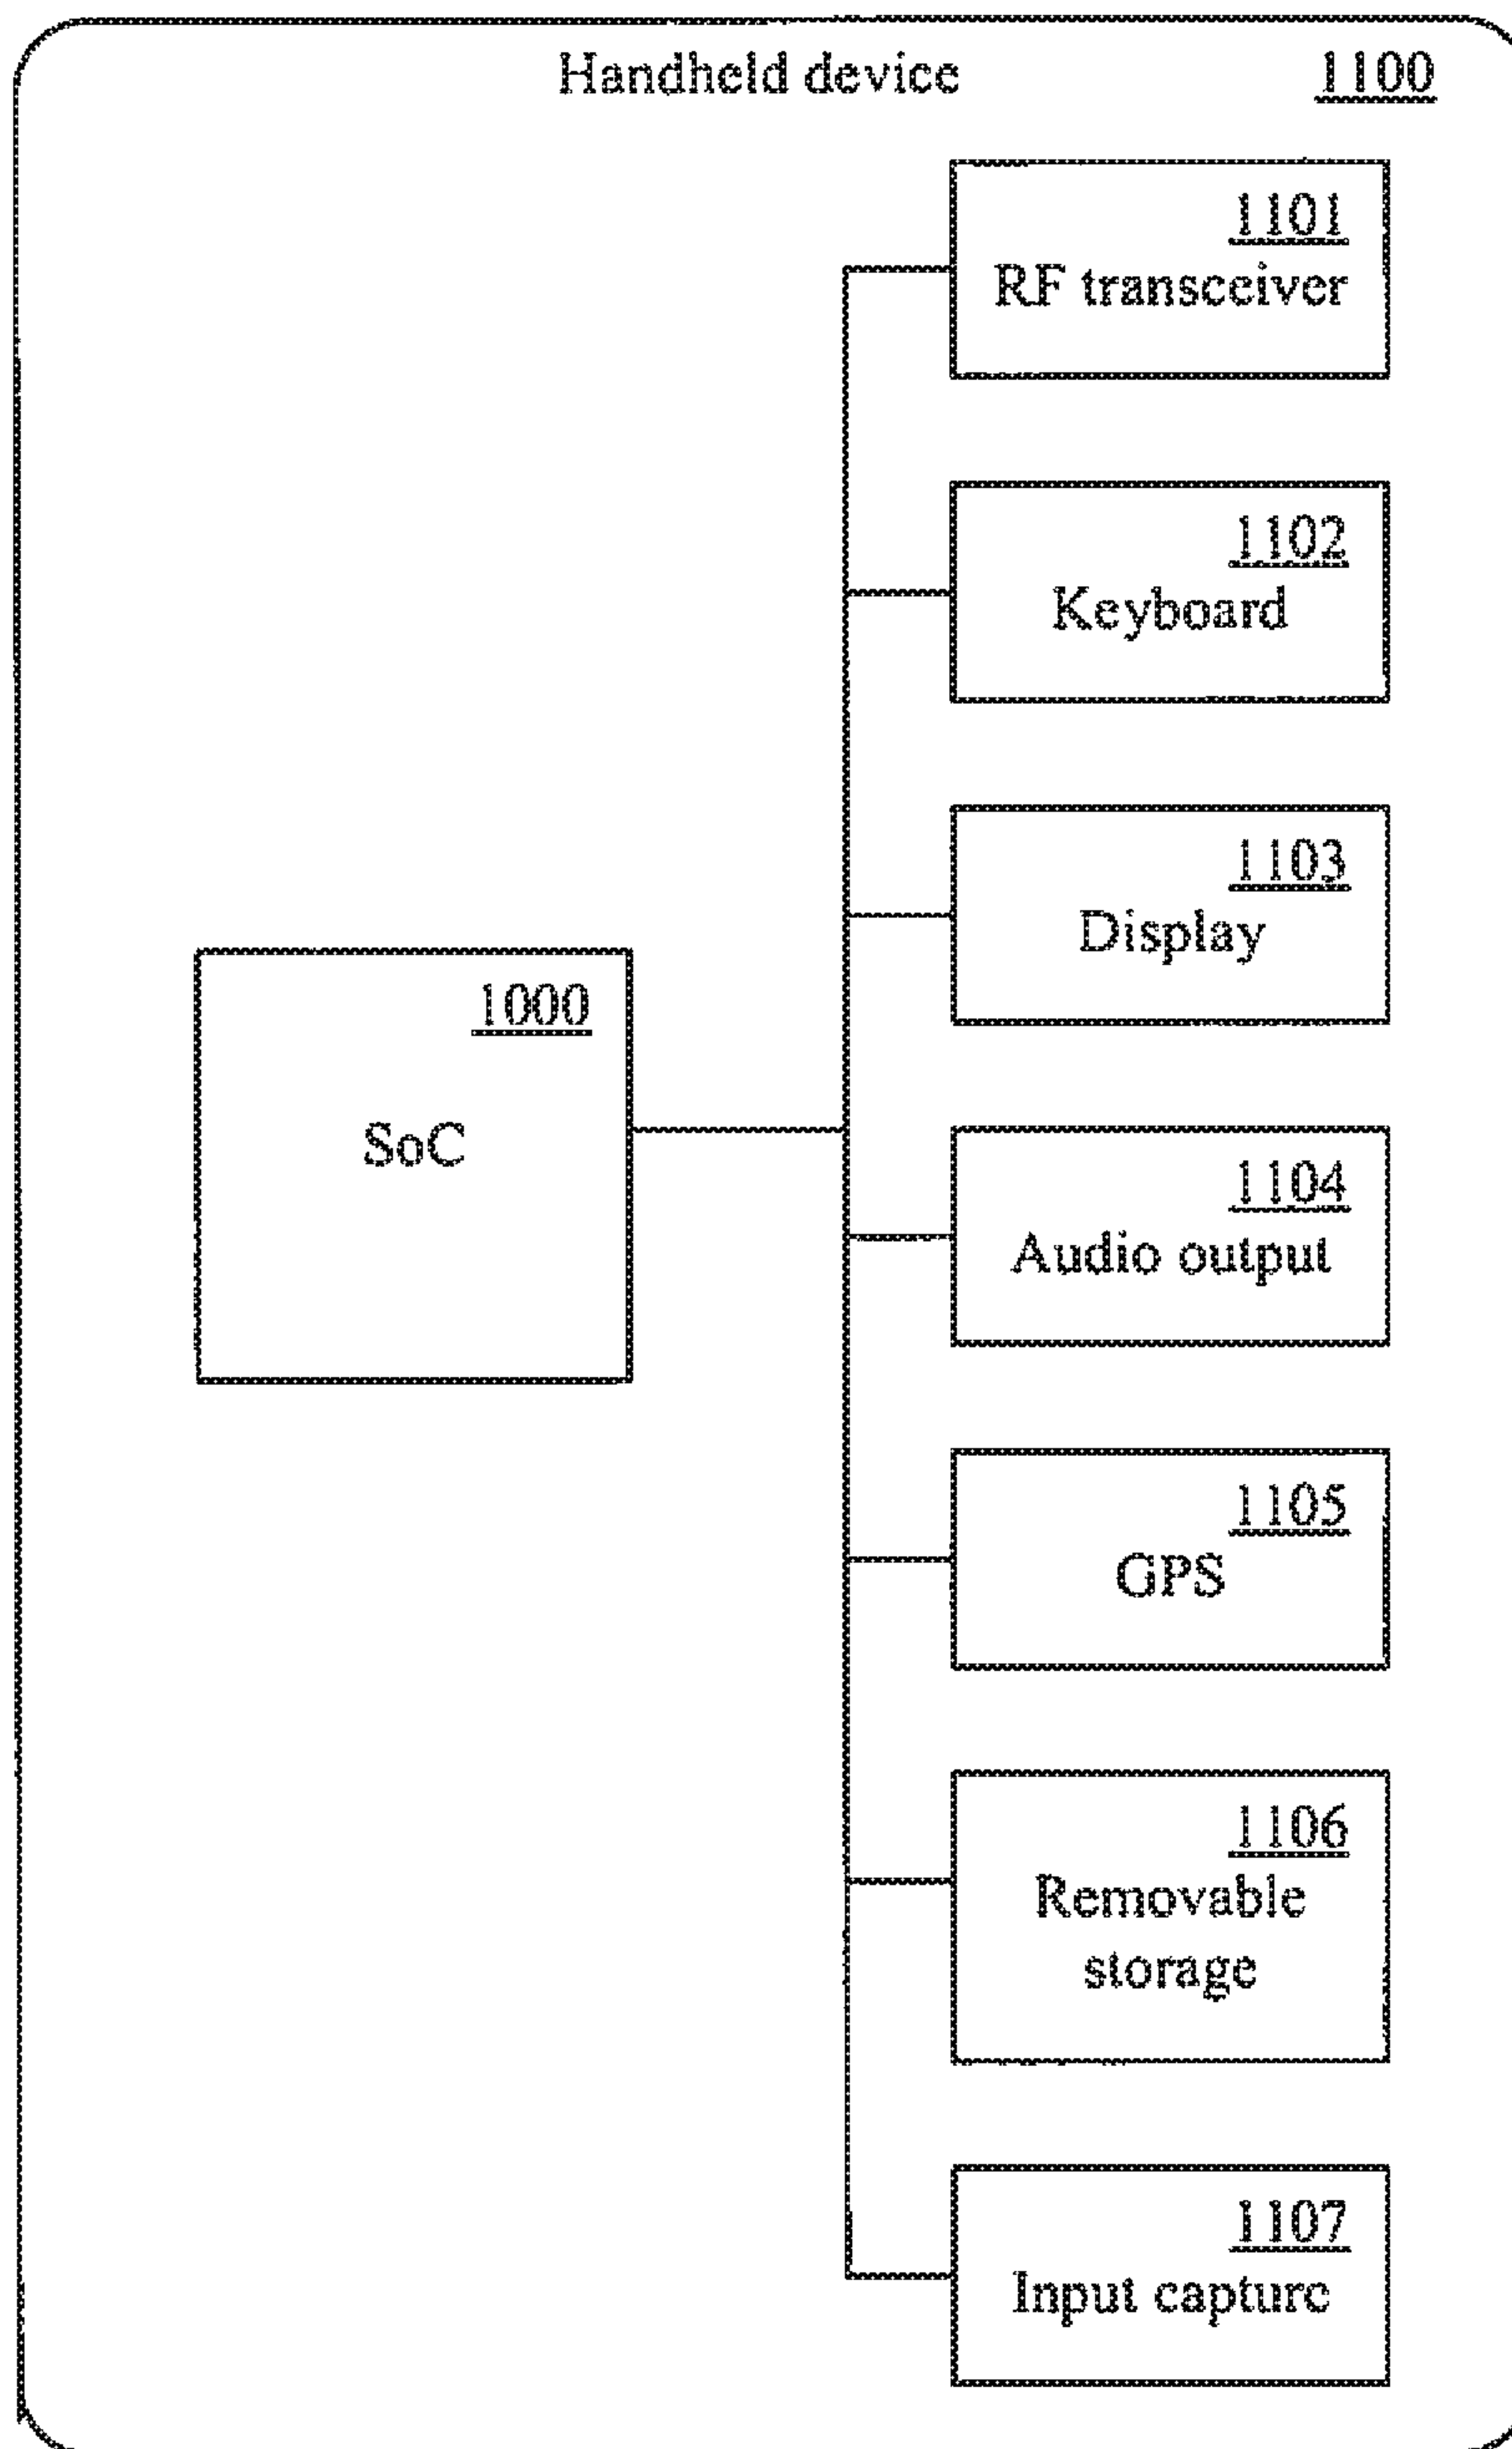 Handheld device 1100
1101
RF transceiver
1102
Keyboard
1103
Display
1000
SoC
1104
Audio output
1105
GPS
1106
Removable
storage
1107
Input capture